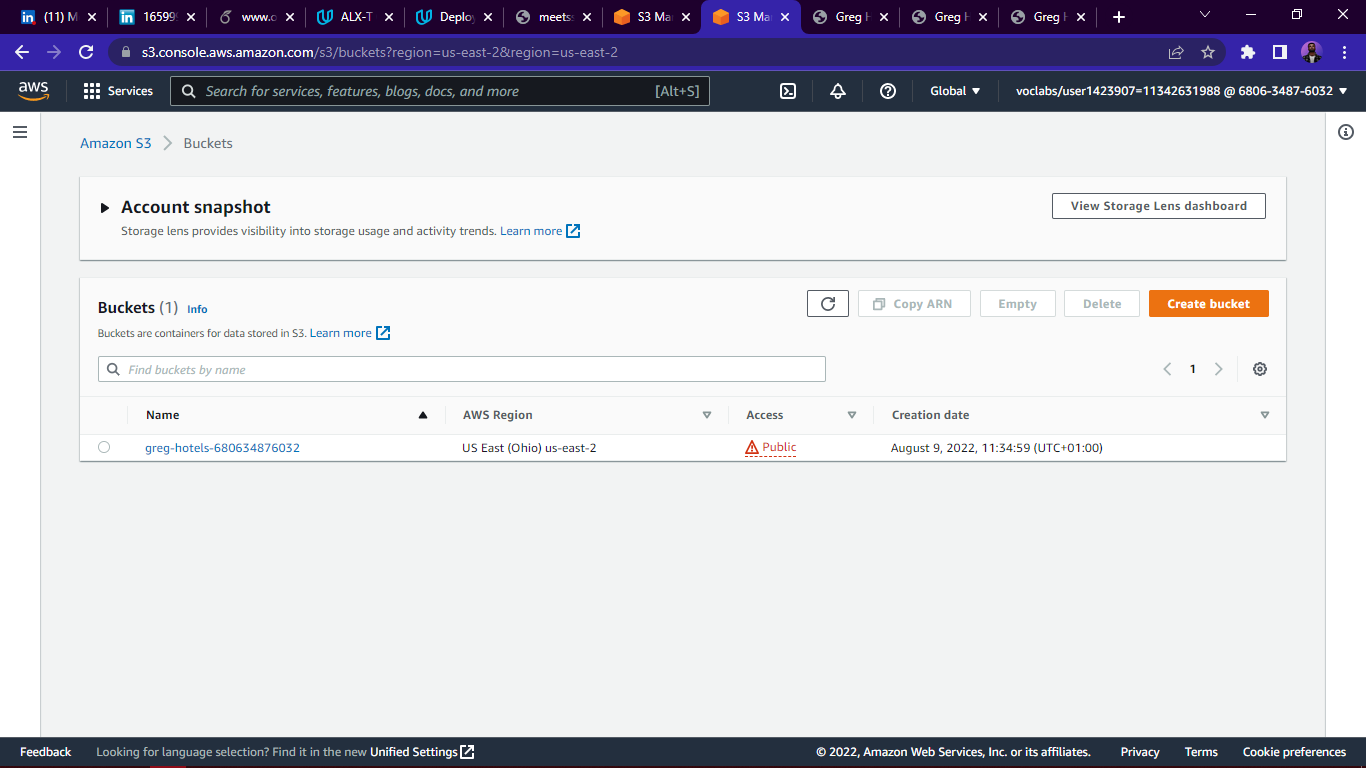 (11) M
16599
www.c
ALX-T
Deploy
meets
S3 Ma
S3 Ma
Greg H
Greg H
Greg H
s3.console.aws.amazon.com/s3/buckets?region=us-east-2&region=us-east-2
aws Services Search for services, features, blogs, docs, and more [Alt+S] Global voclabs/user1423907=11342631988 @ 6806-3487-6032
Amazon S3 Buckets
Account snapshot
View Storage Lens dashboard
Storage lens provides visibility into storage usage and activity trends. Learn more
Buckets (1) Info
Copy ARN Empty Delete Create bucket
Buckets are containers for data stored in S3. Learn more
Find buckets by name
1
Name AWS Region Access Creation date
greg-hotels-680634876032 US East (Ohio) us-east-2 Public August 9, 2022, 11:34:59 (UTC+01:00)
Feedback Looking for language selection? Find it in the new Unified Settings © 2022, Amazon Web Services, Inc. or its affiliates. Privacy Terms Cookie preferences